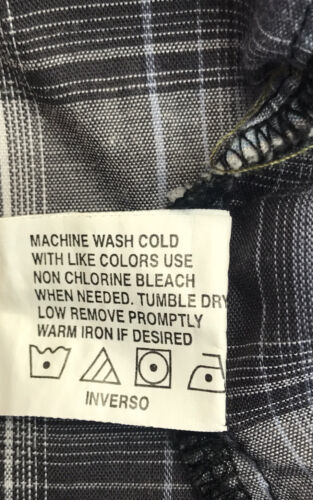 MACHINE WASH COLD
WITH LIKE COLORS USE
NON CHLORINE BLEACH
WHEN NEEDED. TUMBLE DRY
LOW REMOVE PROMPTLY
WARM IRON IF DESIRED
INVERSO